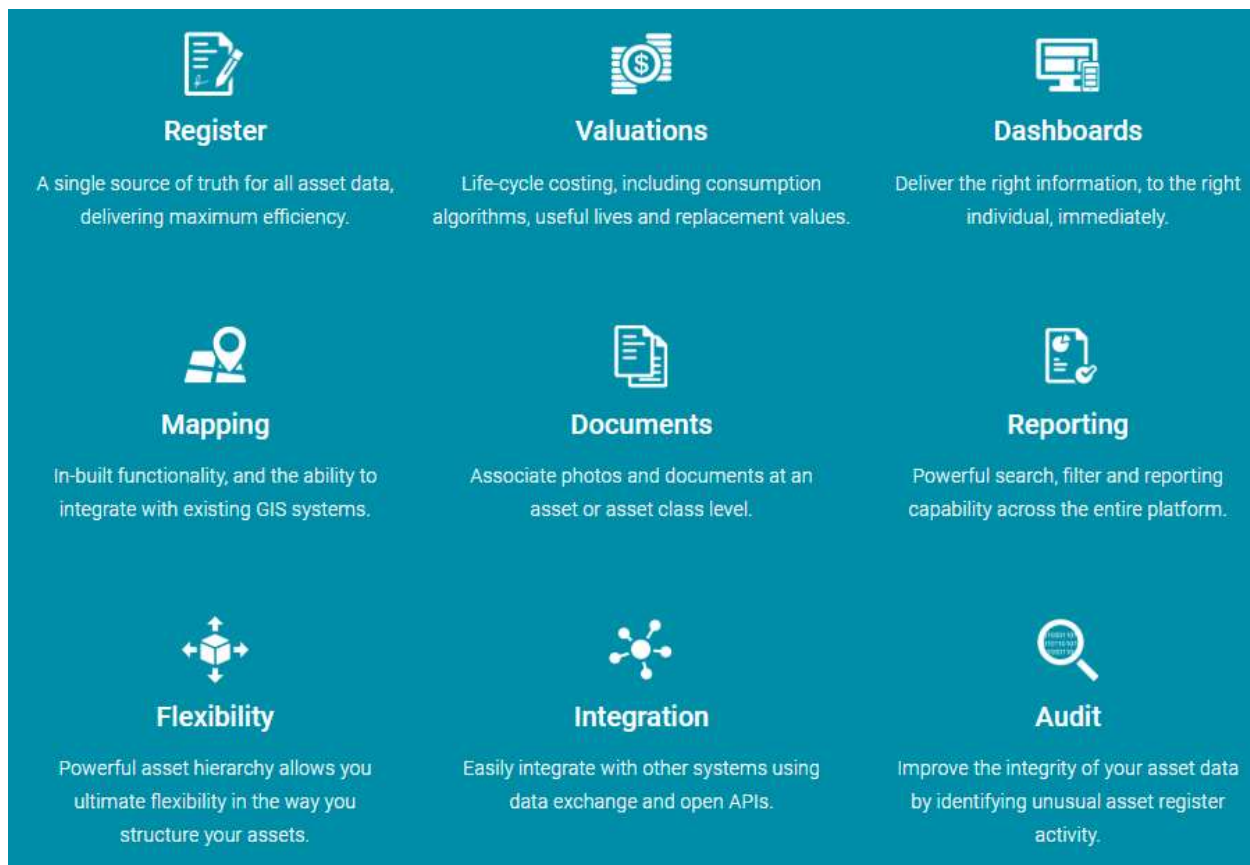 Register
A single source of truth for all asset data,
delivering maximum efficiency.
Valuations
Life-cycle costing, including consumption
algorithms, useful lives and replacement values.
Dashboards
Deliver the right information, to the right
individual, immediately.
Mapping
In-built functionality, and the ability to
integrate with existing GIS systems.
Documents
Associate photos and documents at an
asset or asset class level.
Reporting
Powerful search, filter and reporting
capability across the entire platform.
Flexibility
Powerful asset hierarchy allows you
ultimate flexibility in the way you
structure your assets.
Integration
Easily integrate with other systems using
data exchange and open APIs.
Audit
Improve the integrity of your asset data
by identifying unusual asset register
activity.